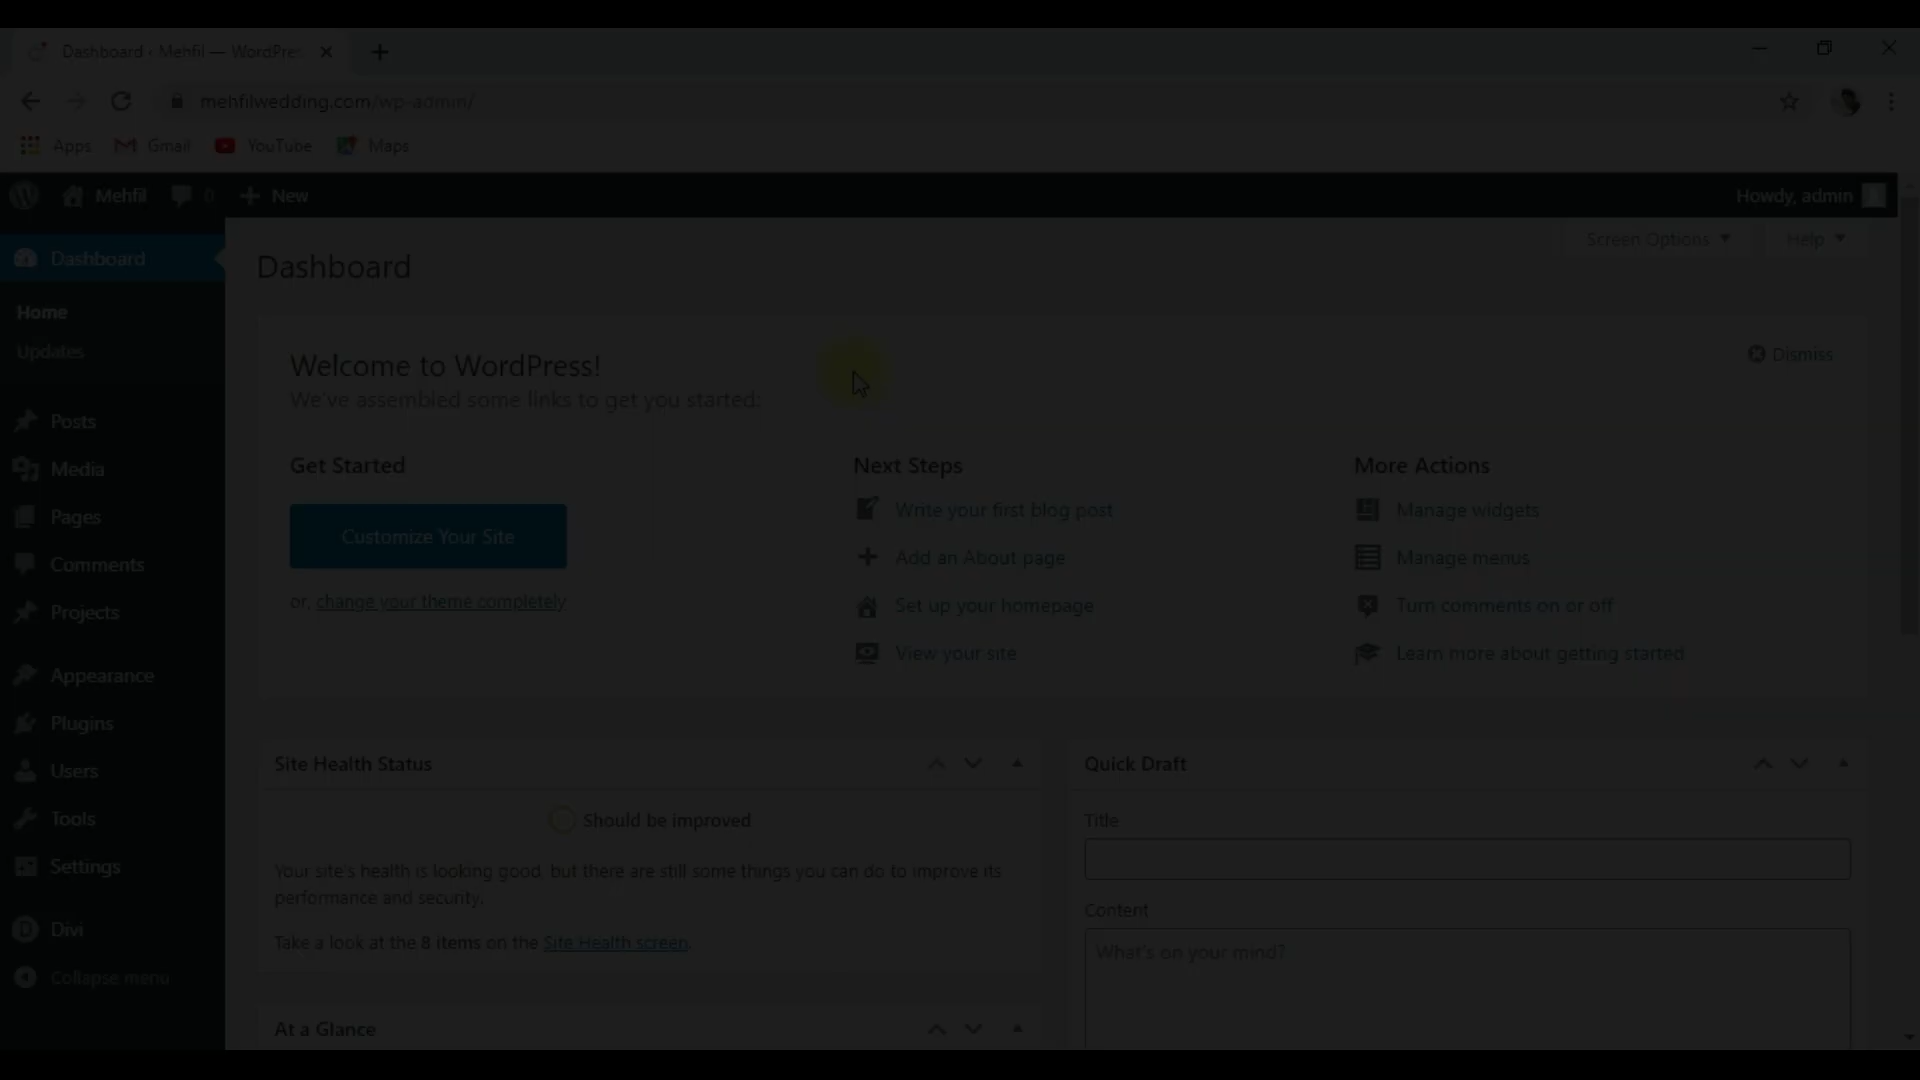 Dashboard ‹ Mehfil — WordPres
mehfilwedding.com/wp-admin/
Apps Gmail YouTube Maps
Mehfil 0 New Howdy, admin
Screen Options Help
Dashboard
Dashboard
Home
Updates
Posts
Media
Pages
Comments
Projects
Appearance
Plugins
Users
Tools
Settings
Divi
Collapse menu
Welcome to WordPress!
Dismiss
We've assembled some links to get you started:
Get Started
Customize Your Site
or, change your theme completely
Next Steps
Write your first blog post
Add an About page
Set up your homepage
View your site
More Actions
Manage widgets
Manage menus
Turn comments on or off
Learn more about getting started
Site Health Status
Should be improved
Your site's health is looking good, but there are still some things you can do to improve its
performance and security.
Take a look at the 8 items on the Site Health screen.
At a Glance
Quick Draft
Title
Content
What's on your mind?